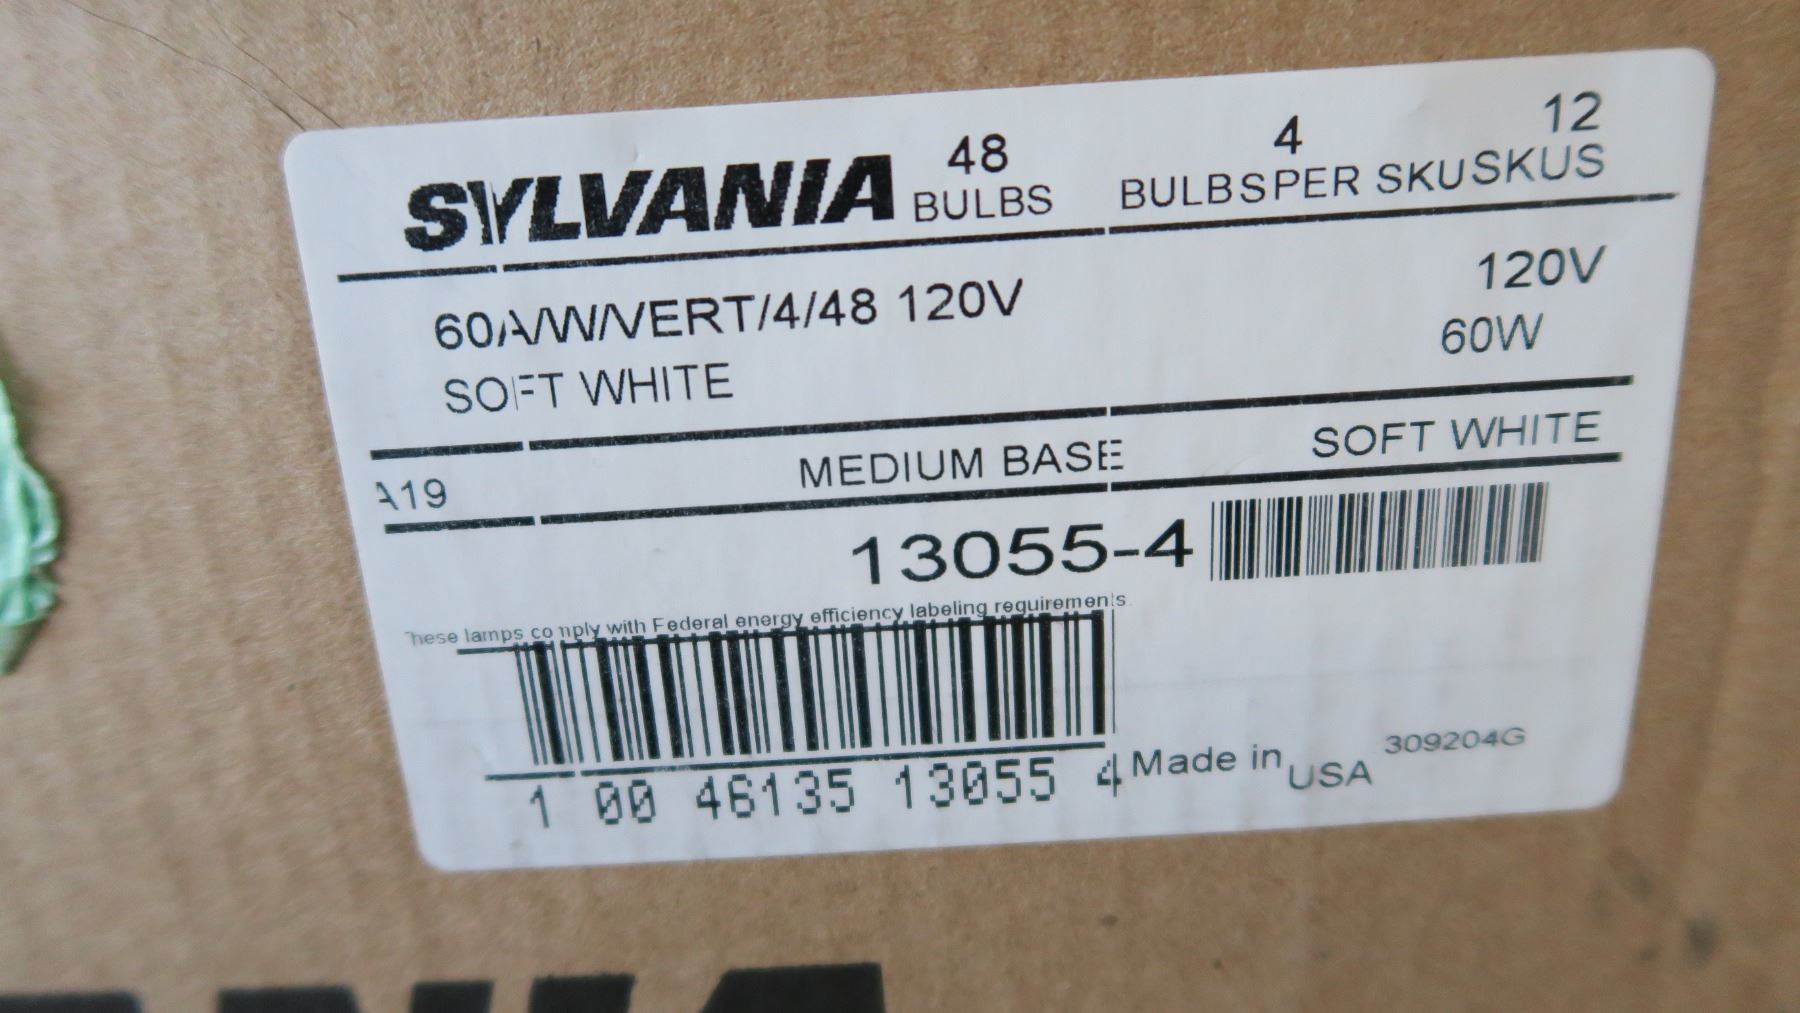 SYLVANIA 48 BULBS 4 BULBSPER SKU 12 SKUS
60A/W/VERT/4/48 120V 120V
SOFT WHITE 60W
A19 MEDIUM BASE SOFT WHITE
13055-4
These lamps comply with Federal energy efficiency labeling requirements.
1 00 46135 13055 4 Made in USA 309204G